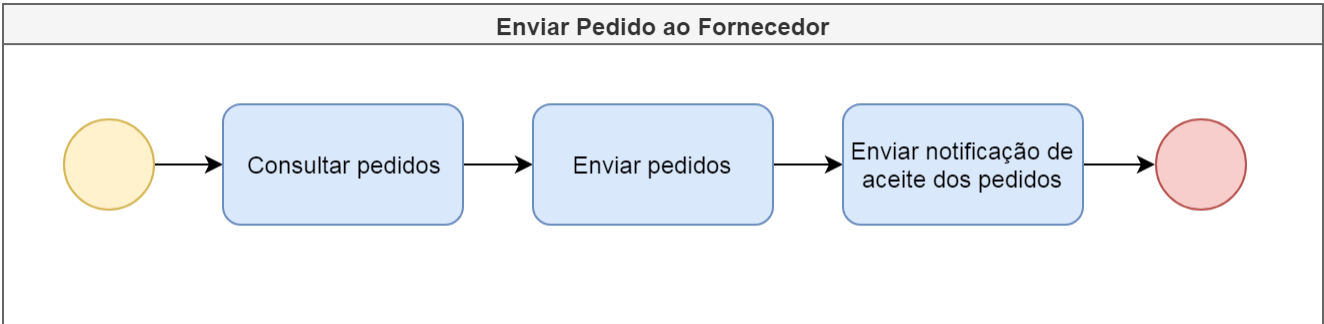 Enviar Pedido ao Fornecedor
Consultar pedidos
Enviar pedidos
Enviar notificação de
aceite dos pedidos